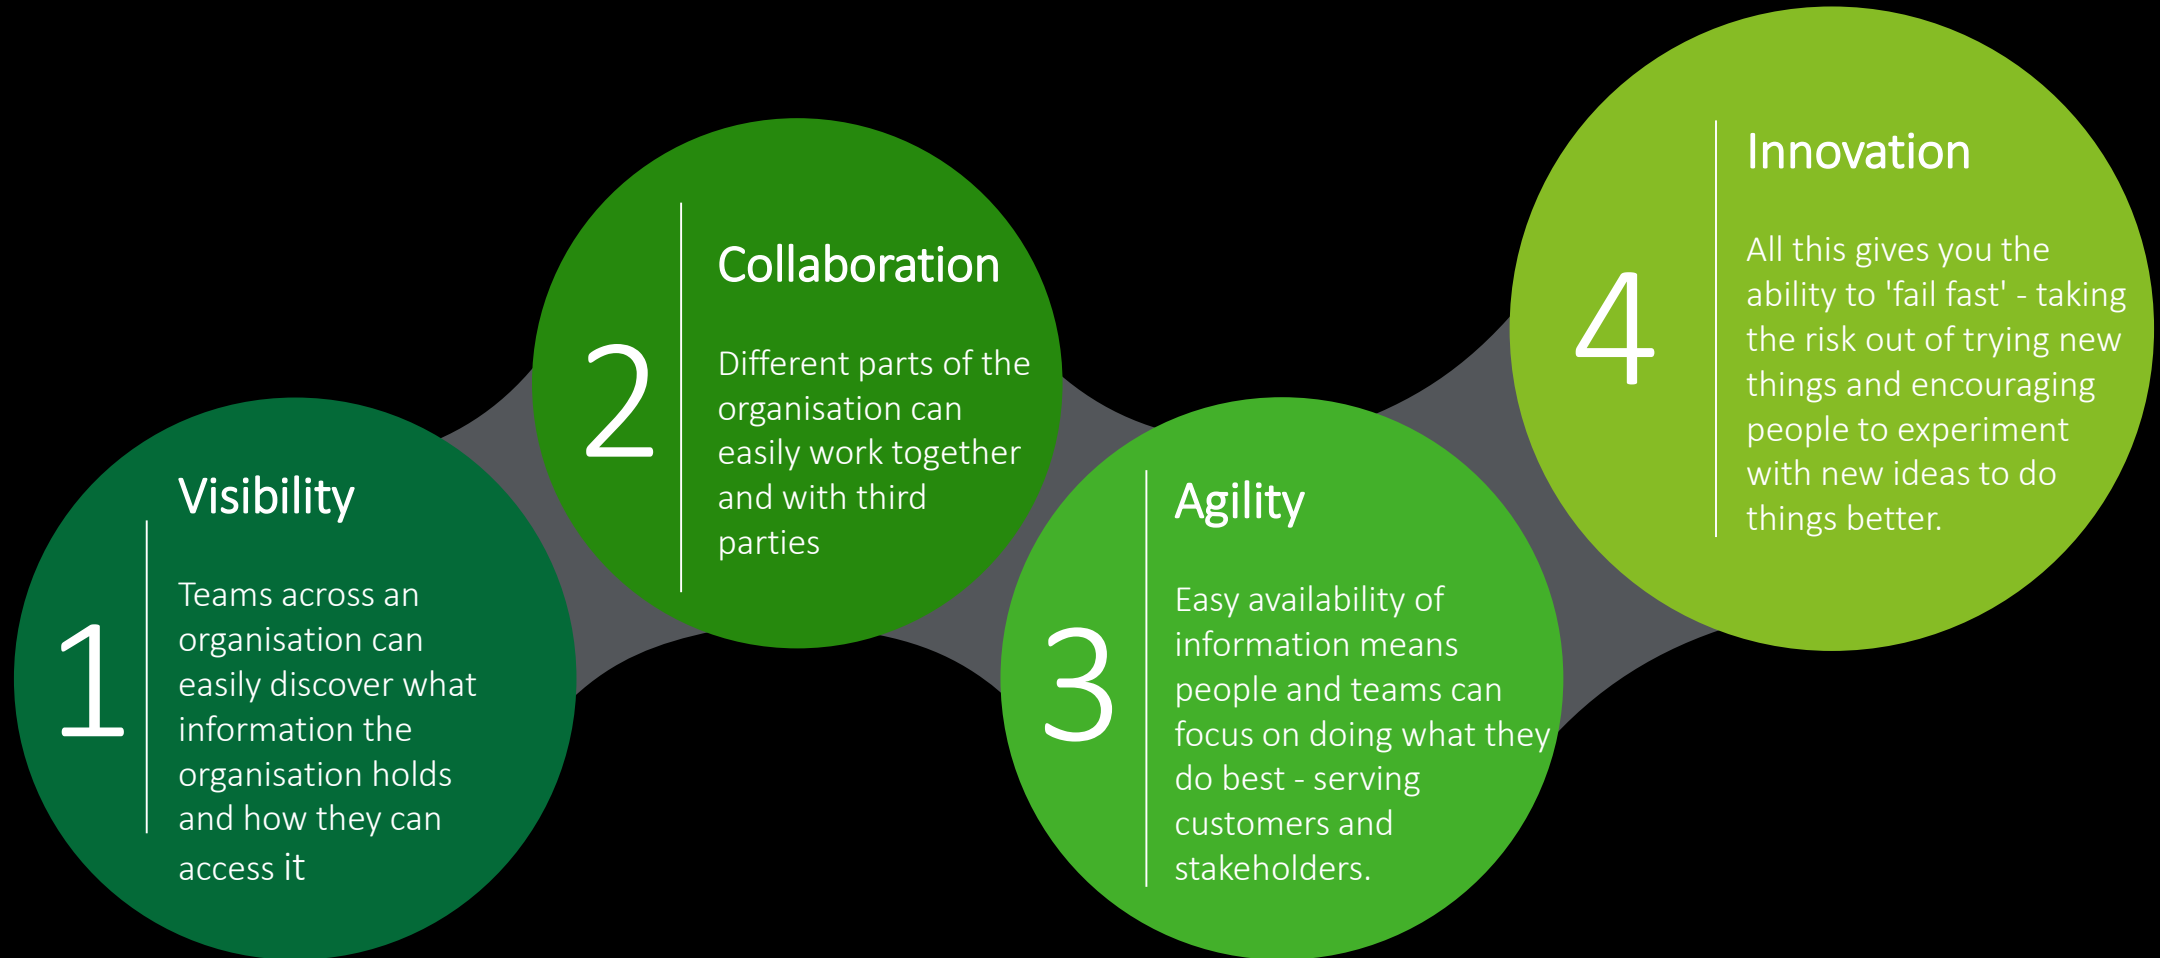 1
Visibility
Teams across an
organisation can
easily discover what
information the
organisation holds
and how they can
access it
2
Collaboration
Different parts of the
organisation can
easily work together
and with third
parties
3
Agility
Easy availability of
information means
people and teams can
focus on doing what they
do best - serving
customers and
stakeholders.
4
Innovation
All this gives you the
ability to 'fail fast' - taking
the risk out of trying new
things and encouraging
people to experiment
with new ideas to do
things better.